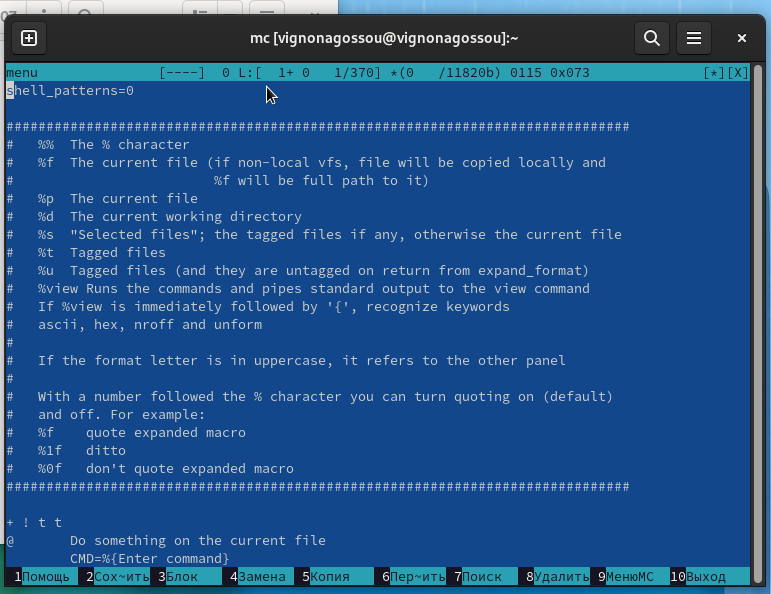 mc [vignonagossou@vignonagossou]:~
menu [----] 0 L:[ 1+ 0 1/370] *(0 /11820b) 0115 0x073 [*][X]
shell_patterns=0
##############################################################################
# %% The % character
# %f The current file (if non-local vfs, file will be copied locally and
# %f will be full path to it)
# %p The current file
# %d The current working directory
# %s "Selected files"; the tagged files if any, otherwise the current file
# %t Tagged files
# %u Tagged files (and they are untagged on return from expand_format)
# %view Runs the commands and pipes standard output to the view command
# If %view is immediately followed by '{', recognize keywords
# ascii, hex, nroff and unform
#
# If the format letter is in uppercase, it refers to the other panel
#
# With a number followed the % character you can turn quoting on (default)
# and off. For example:
# %f quote expanded macro
# %1f ditto
# %0f don't quote expanded macro
##############################################################################
+ ! t t
@ Do something on the current file
CMD=%{Enter command}
1Помощь 2Сох~ить 3Блок 4Замена 5Копия 6Пер~ить 7Поиск 8Удалить 9МенюMC 10Выход